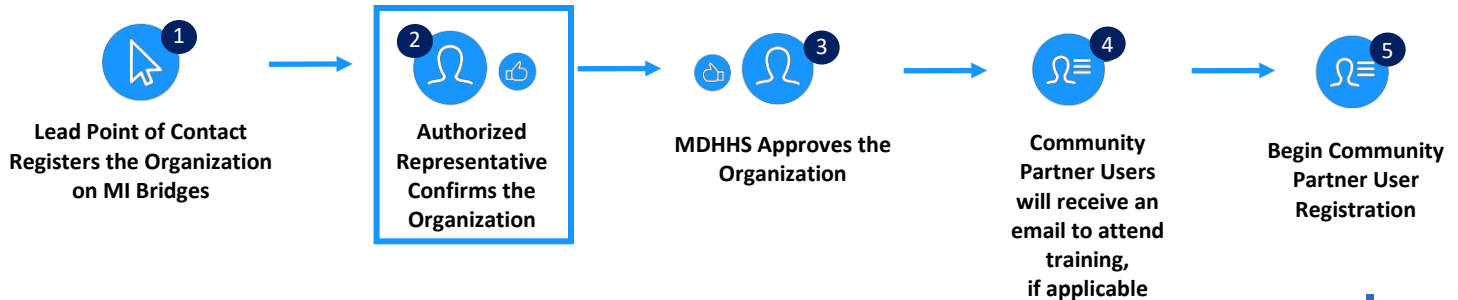 1
Lead Point of Contact
Registers the Organization
on MI Bridges
2
Authorized
Representative
Confirms the
Organization
3
MDHHS Approves the
Organization
4
Community
Partner Users
will receive an
email to attend
training,
if applicable
5
Begin Community
Partner User
Registration